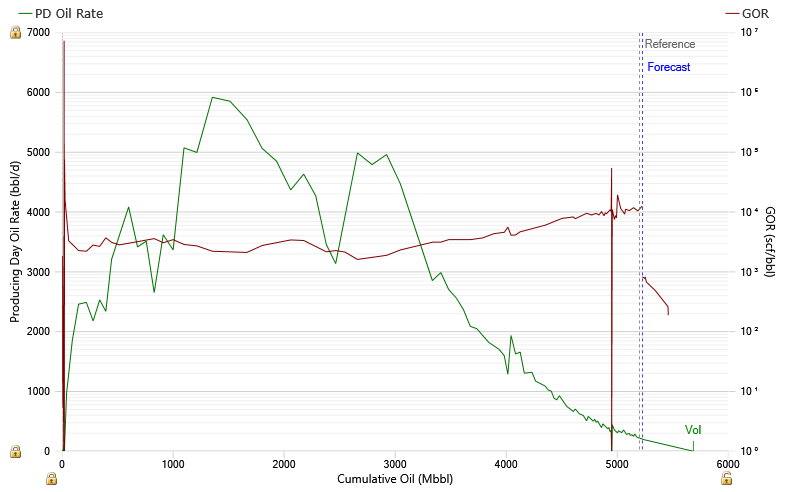 PD Oil Rate
GOR
7000
6000
5000
4000
3000
2000
1000
0
Producing Day Oil Rate (bbl/d)
10⁷
10⁶
10⁵
10⁴
10³
10²
10¹
10⁰
GOR (scf/bbl)
Reference
Forecast
Vol
0
1000
2000
3000
4000
5000
6000
Cumulative Oil (Mbbl)